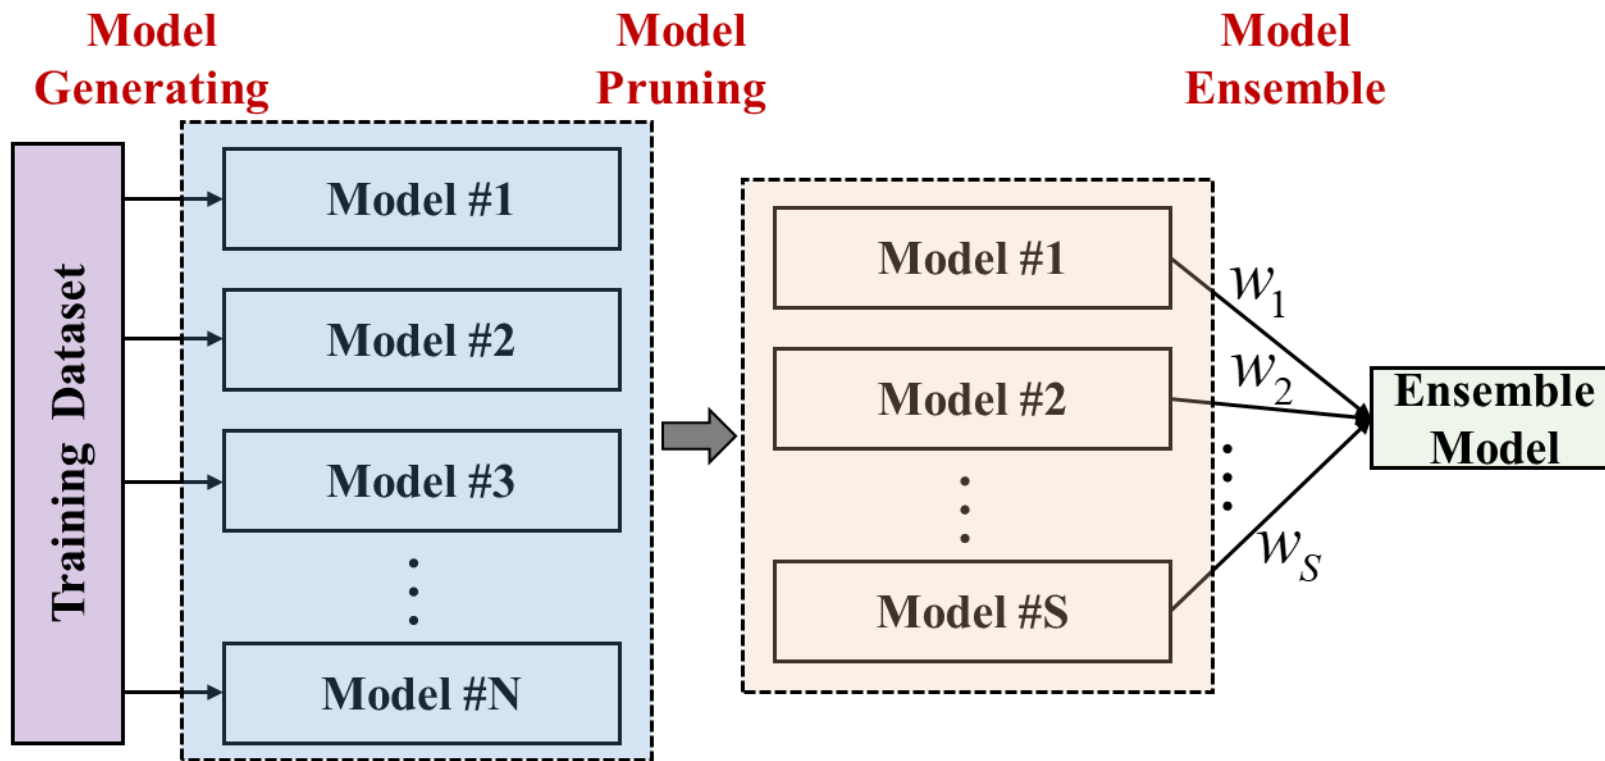 Model
Generating
Model
Pruning
Model
Ensemble
Training Dataset
Model #1
Model #2
Model #3
Model #N
Model #1
Model #2
Model #S
w₁
w₂
w_S
Ensemble
Model